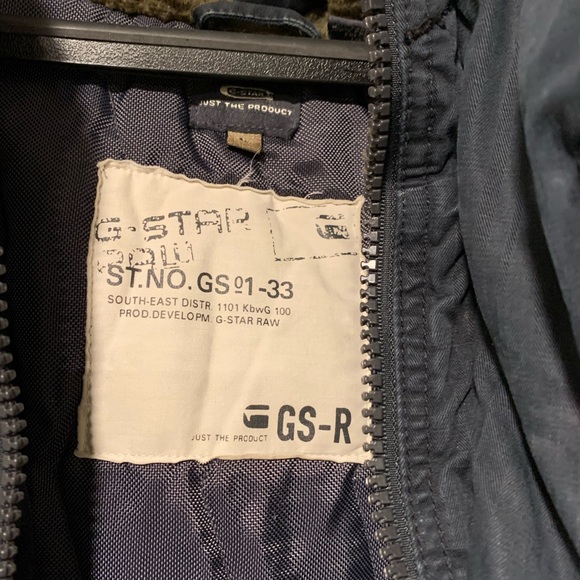 G-STAR
JUST THE PRODUCT
G-STAR
RAW
ST.NO. GS01-33
SOUTH-EAST DISTR. 1101 KbwG 100
PROD.DEVELOPM. G-STAR RAW
JUST THE PRODUCT GS-R